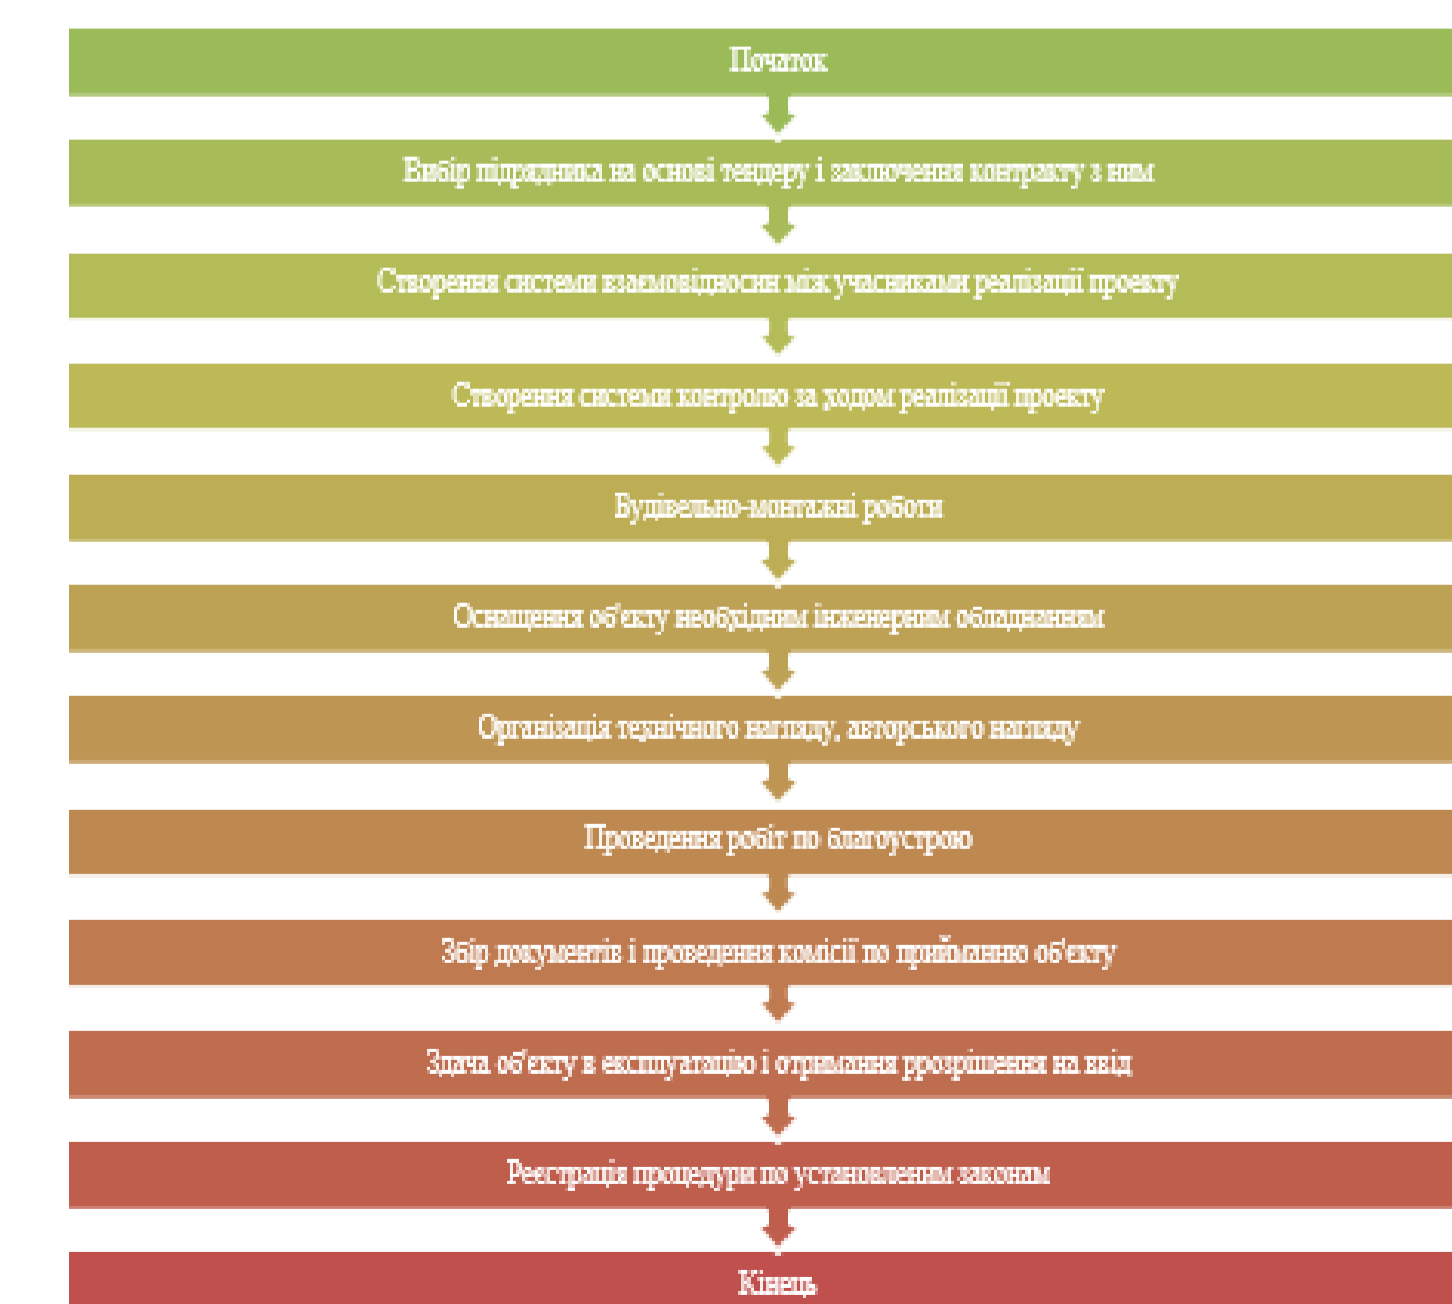 Початок
Вибір підрядника на основі тендеру і заключення контракту з ним
Створення системи взаємовідносин між учасниками реалізації проекту
Створення системи контролю за ходом реалізації проекту
Будівельно-монтажні роботи
Оснащення об'єкту необхідним інженерним обладнанням
Організація технічного нагляду, авторського нагляду
Проведення робіт по благоустрою
Збір документів і проведення комісії по прийманню об'єкту
Здача об'єкту в експлуатацію і отримання ррозрішення на ввід
Реєстрація процедури по установленим законам
Кінець